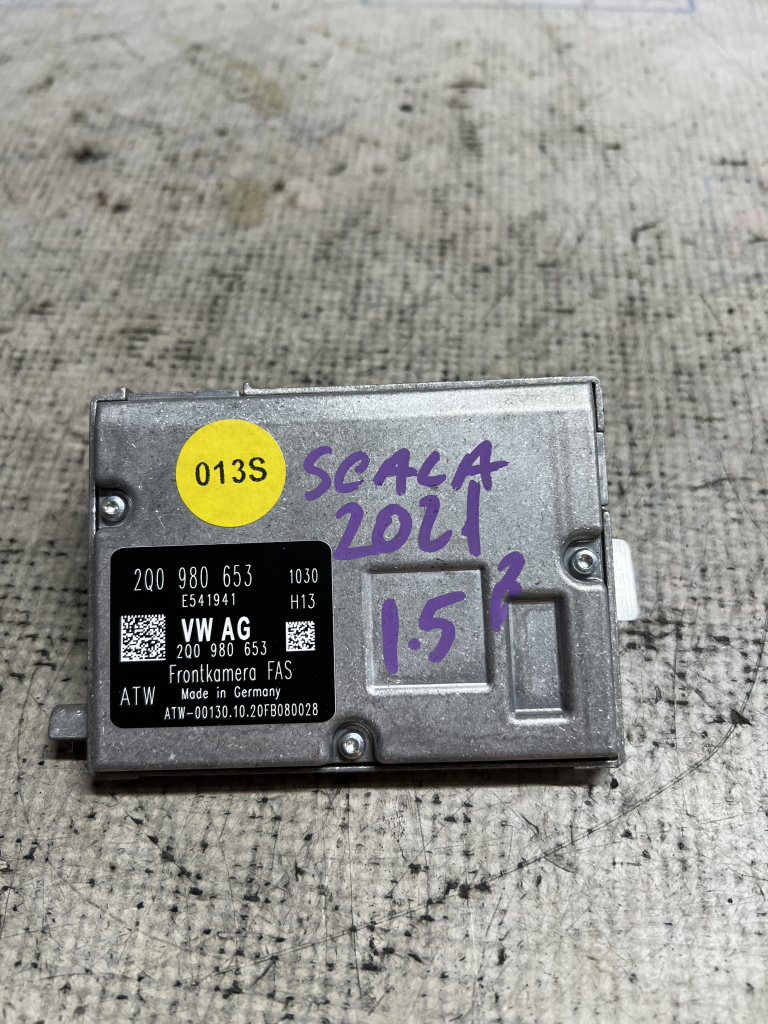 013S
SCALA
2021
1.5
2Q0 980 653 1030
E541941 H13
VW AG
2Q0 980 653
Frontkamera FAS
ATW Made in Germany
ATW-00130.10.20FB080028